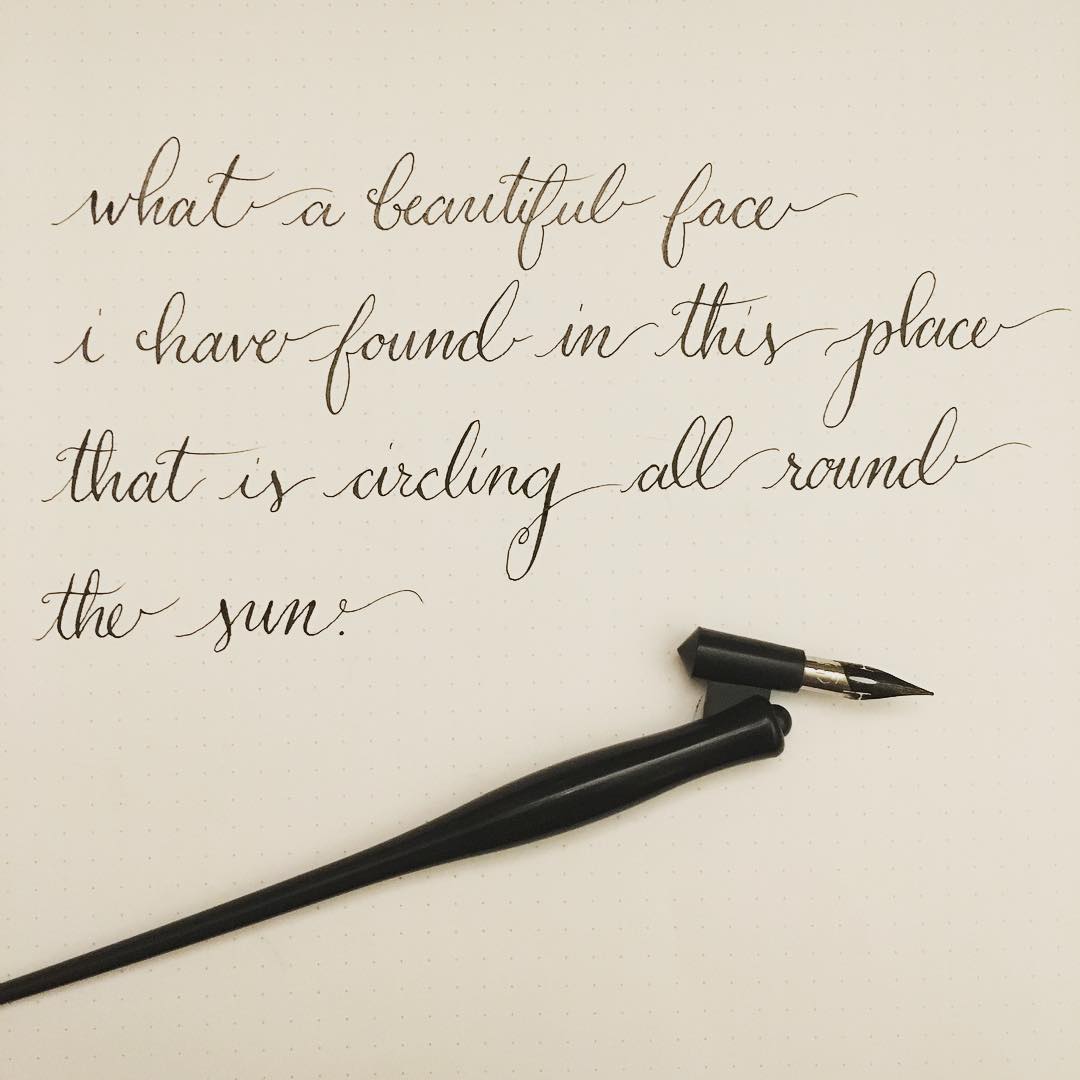 what a beautiful face
i have found in this place
that is circling all round
the sun.